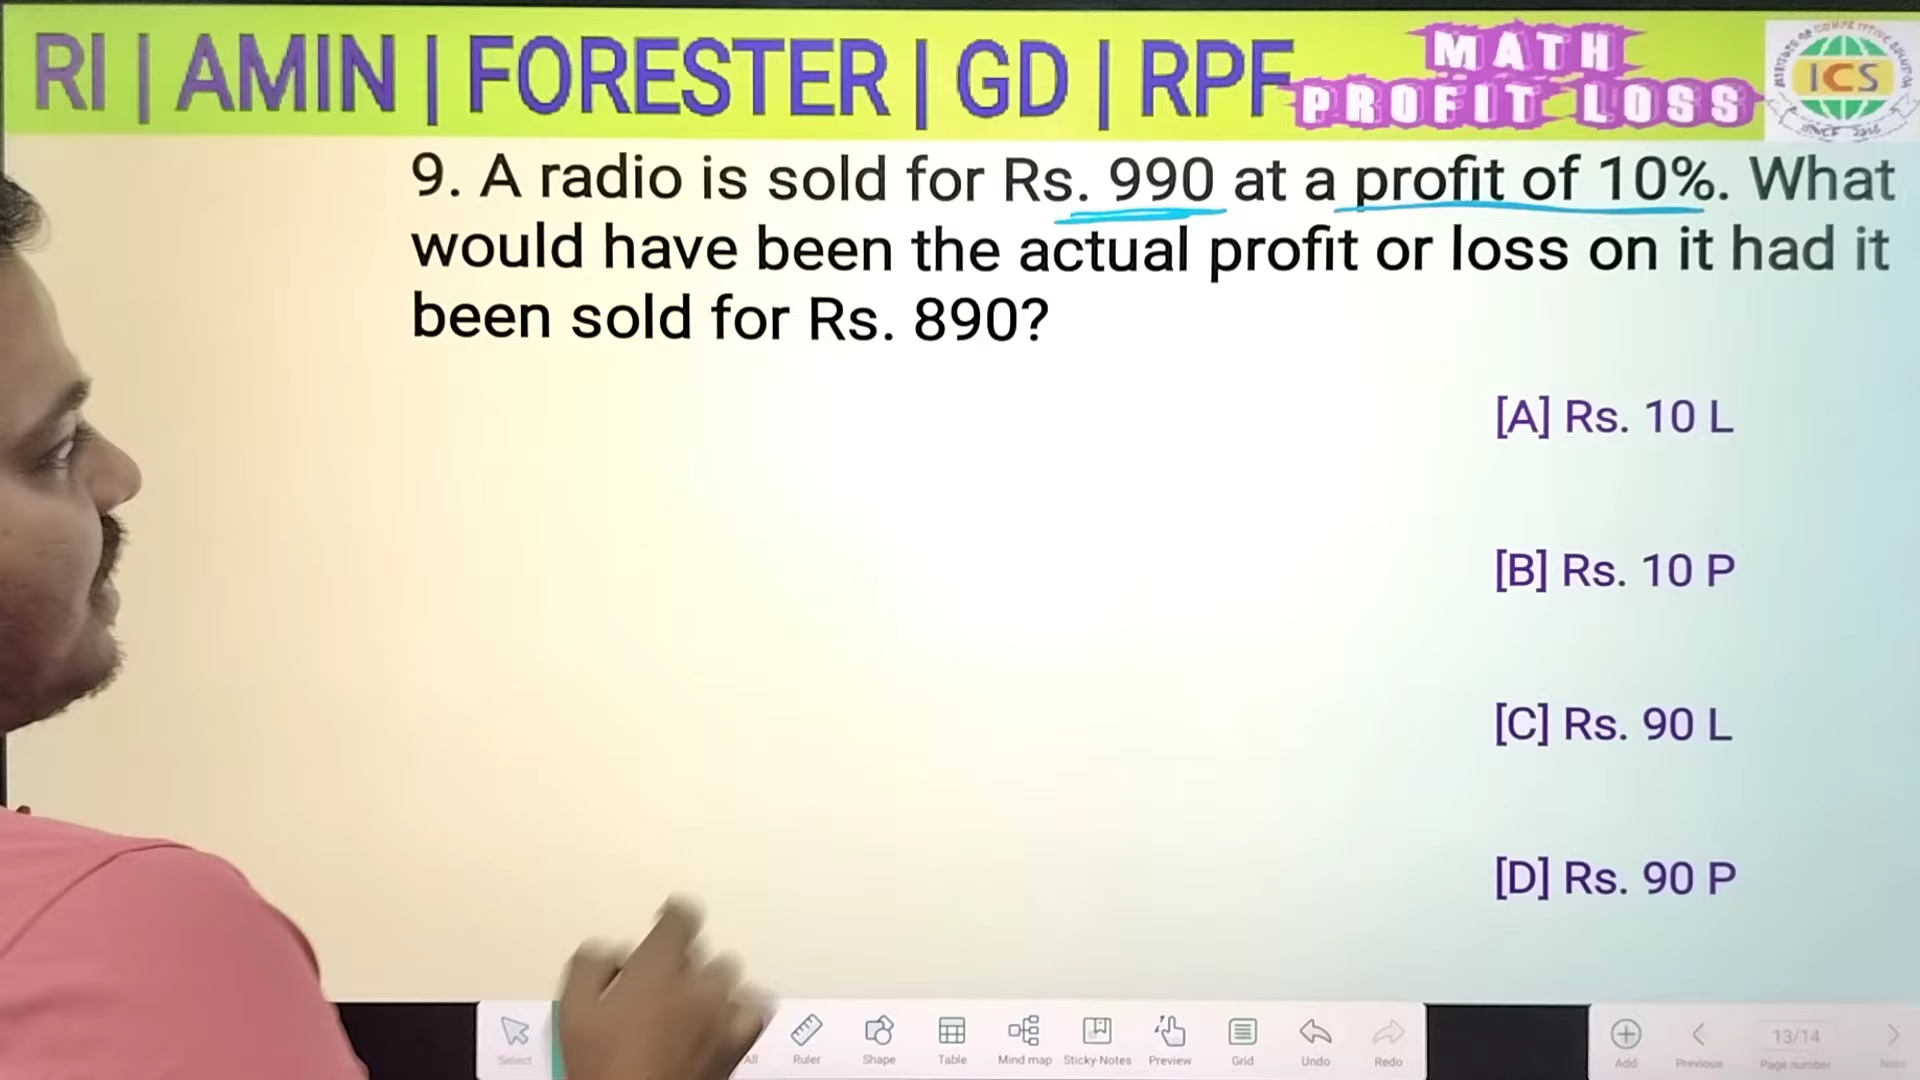 RI | AMIN | FORESTER | GD | RPF
MATH
PROFIT LOSS
ICS
9. A radio is sold for Rs. 990 at a profit of 10%. What
would have been the actual profit or loss on it had it
been sold for Rs. 890?
[A] Rs. 10 L
[B] Rs. 10 P
[C] Rs. 90 L
[D] Rs. 90 P
Select
All
Ruler
Shape
Table
Mind map
Sticky Notes
Preview
Grid
Undo
Redo
Add
Previous
13/14
Page number
Next